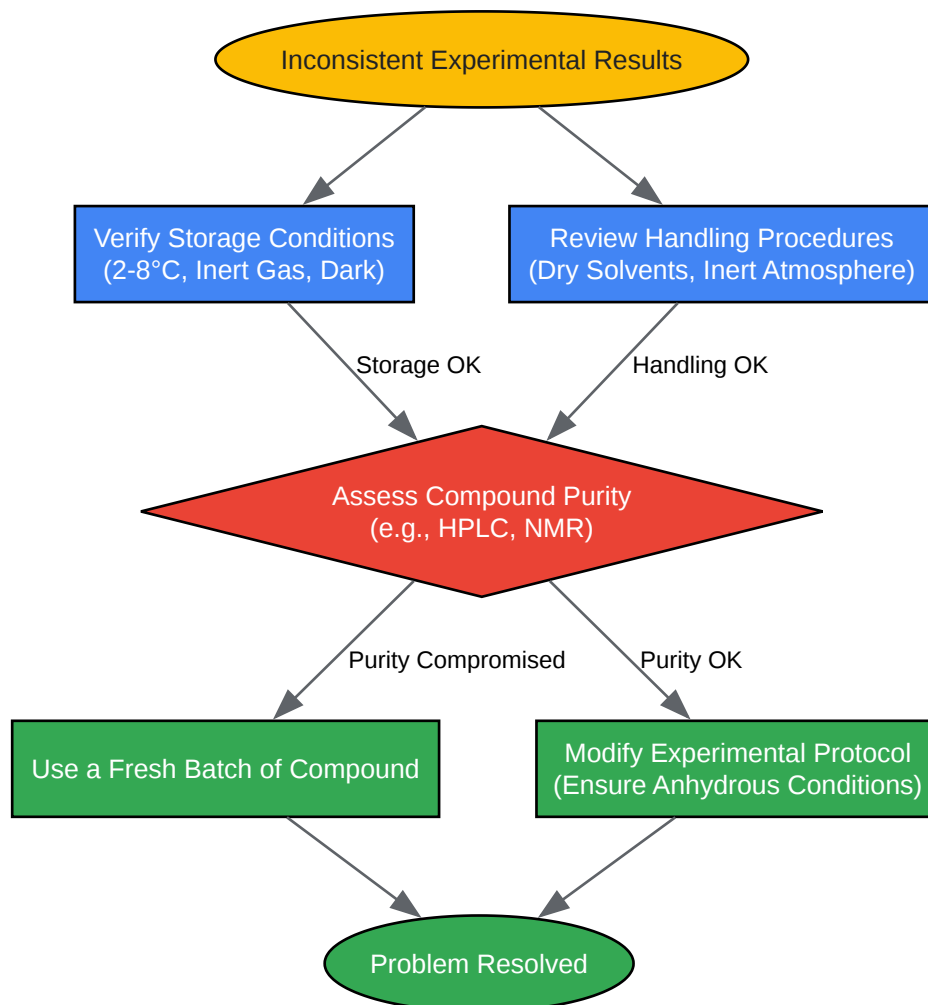 Inconsistent Experimental Results
Verify Storage Conditions
(2-8°C, Inert Gas, Dark)
Review Handling Procedures
(Dry Solvents, Inert Atmosphere)
Storage OK
Handling OK
Assess Compound Purity
(e.g., HPLC, NMR)
Purity Compromised
Purity OK
Use a Fresh Batch of Compound
Modify Experimental Protocol
(Ensure Anhydrous Conditions)
Problem Resolved